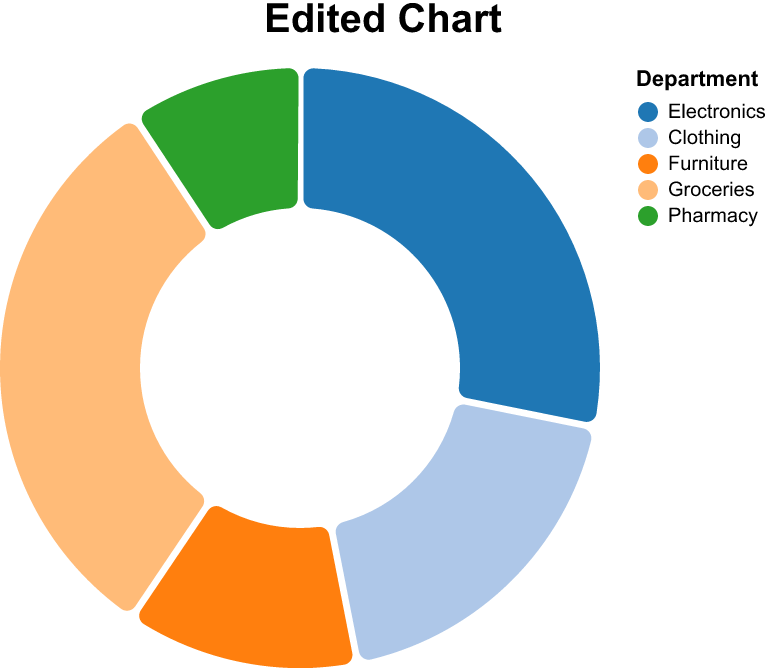 Edited Chart
Department
Electronics
Clothing
Furniture
Groceries
Pharmacy